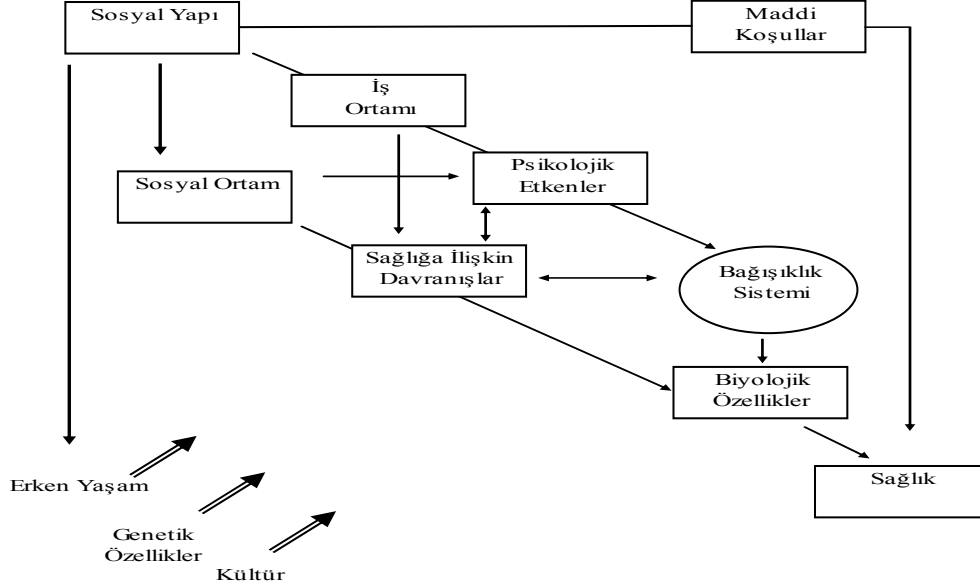 Sosyal Yapı
Maddi
Koşullar
İş
Ortamı
Psikolojik
Etkenler
Sosyal Ortam
Sağlığa İlişkin
Davranışlar
Bağışıklık
Sistemi
Biyolojik
Özellikler
Sağlık
Erken Yaşam
Genetik
Özellikler
Kültür